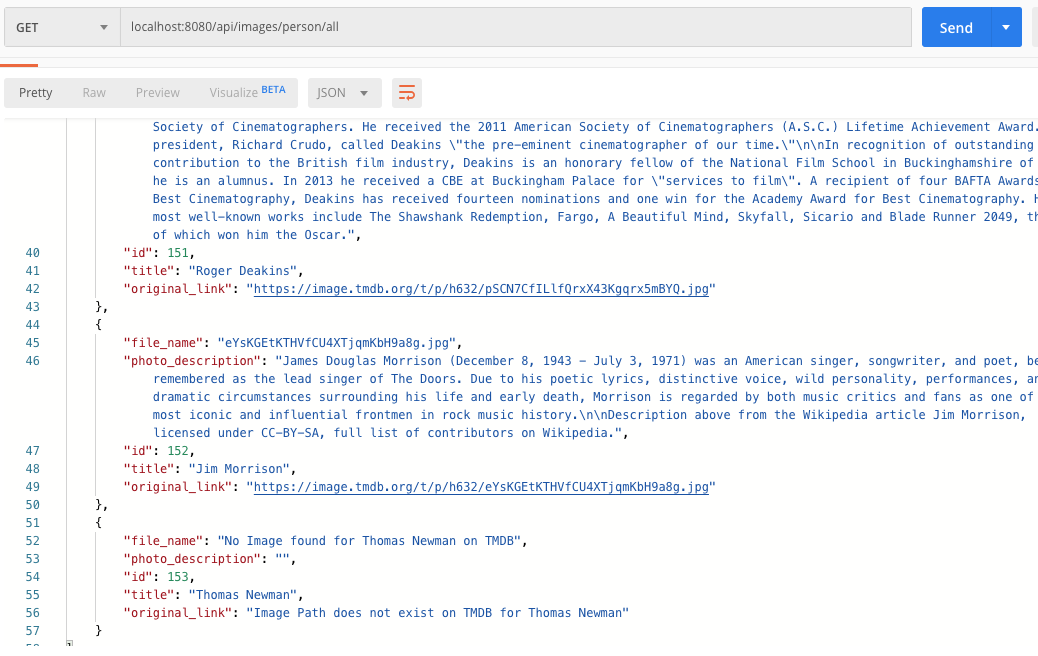 GET localhost:8080/api/images/person/all Send
Pretty Raw Preview Visualize BETA JSON
Society of Cinematographers. He received the 2011 American Society of Cinematographers (A.S.C.) Lifetime Achievement Award.
president, Richard Crudo, called Deakins \"the pre-eminent cinematographer of our time.\"\n\nIn recognition of outstanding
contribution to the British film industry, Deakins is an honorary fellow of the National Film School in Buckinghamshire of
he is an alumnus. In 2013 he received a CBE at Buckingham Palace for \"services to film\". A recipient of four BAFTA Awards
Best Cinematography, Deakins has received fourteen nominations and one win for the Academy Award for Best Cinematography.
most well-known works include The Shawshank Redemption, Fargo, A Beautiful Mind, Skyfall, Sicario and Blade Runner 2049,
of which won him the Oscar.",
40 "id": 151,
41 "title": "Roger Deakins",
42 "original_link": "https://image.tmdb.org/t/p/h632/pSCN7CfILlfQrxX43Kgqrx5mBYQ.jpg"
43 },
44 {
45 "file_name": "eYsKGEtKTHVfCU4XTjqmKbH9a8g.jpg",
46 "photo_description": "James Douglas Morrison (December 8, 1943 – July 3, 1971) was an American singer, songwriter, and poet,
remembered as the lead singer of The Doors. Due to his poetic lyrics, distinctive voice, wild personality, performances,
dramatic circumstances surrounding his life and early death, Morrison is regarded by both music critics and fans as one of
most iconic and influential frontmen in rock music history.\n\nDescription above from the Wikipedia article Jim Morrison,
licensed under CC-BY-SA, full list of contributors on Wikipedia.",
47 "id": 152,
48 "title": "Jim Morrison",
49 "original_link": "https://image.tmdb.org/t/p/h632/eYsKGEtKTHVfCU4XTjqmKbH9a8g.jpg"
50 },
51 {
52 "file_name": "No Image found for Thomas Newman on TMDB",
53 "photo_description": "",
54 "id": 153,
55 "title": "Thomas Newman",
56 "original_link": "Image Path does not exist on TMDB for Thomas Newman"
57 }